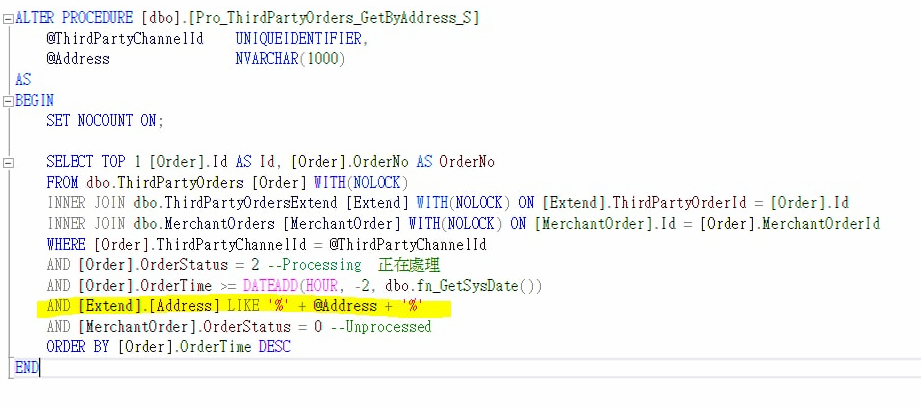 ALTER PROCEDURE [dbo].[Pro_ThirdPartyOrders_GetByAddress_S]
@ThirdPartyChannelId UNIQUEIDENTIFIER,
@Address NVARCHAR(1000)
AS
BEGIN
SET NOCOUNT ON;
SELECT TOP 1 [Order].Id AS Id, [Order].OrderNo AS OrderNo
FROM dbo.ThirdPartyOrders [Order] WITH(NOLOCK)
INNER JOIN dbo.ThirdPartyOrdersExtend [Extend] WITH(NOLOCK) ON [Extend].ThirdPartyOrderId = [Order].Id
INNER JOIN dbo.MerchantOrders [MerchantOrder] WITH(NOLOCK) ON [MerchantOrder].Id = [Order].MerchantOrderId
WHERE [Order].ThirdPartyChannelId = @ThirdPartyChannelId
AND [Order].OrderStatus = 2 --Processing 正在處理
AND [Order].OrderTime >= DATEADD(HOUR, -2, dbo.fn_GetSysDate())
AND [Extend].[Address] LIKE '%' + @Address + '%'
AND [MerchantOrder].OrderStatus = 0 --Unprocessed
ORDER BY [Order].OrderTime DESC
END